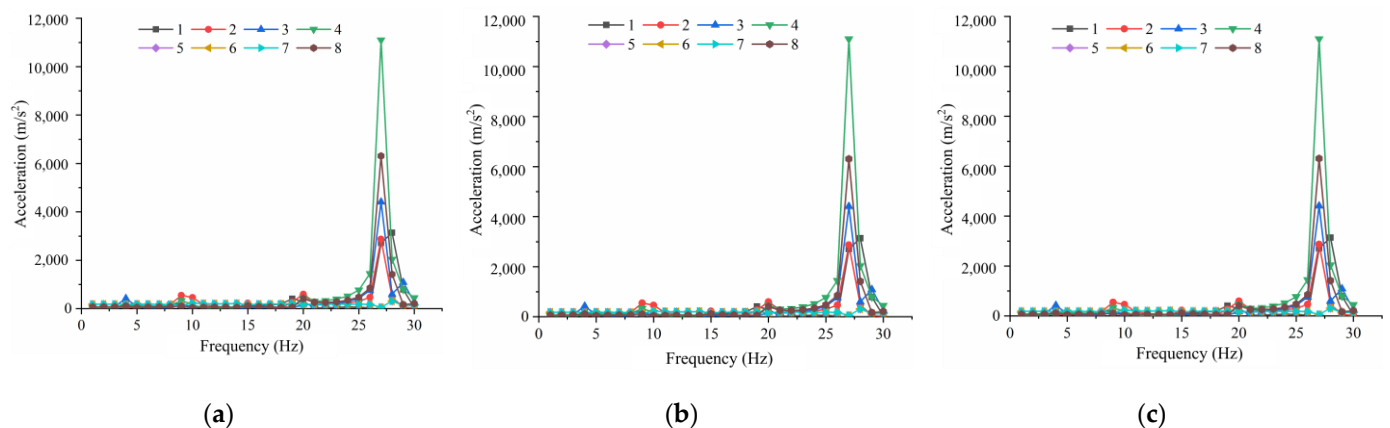 12,000
10,000
8,000
6,000
4,000
2,000
0
Acceleration (m/s²)
1 2 3 4
5 6 7 8
0 5 10 15 20 25 30
Frequency (Hz)
(a)
12,000
10,000
8,000
6,000
4,000
2,000
0
Acceleration (m/s²)
1 2 3 4
5 6 7 8
0 5 10 15 20 25 30
Frequency (Hz)
(b)
12,000
10,000
8,000
6,000
4,000
2,000
0
Acceleration (m/s²)
1 2 3 4
5 6 7 8
0 5 10 15 20 25 30
Frequency (Hz)
(c)